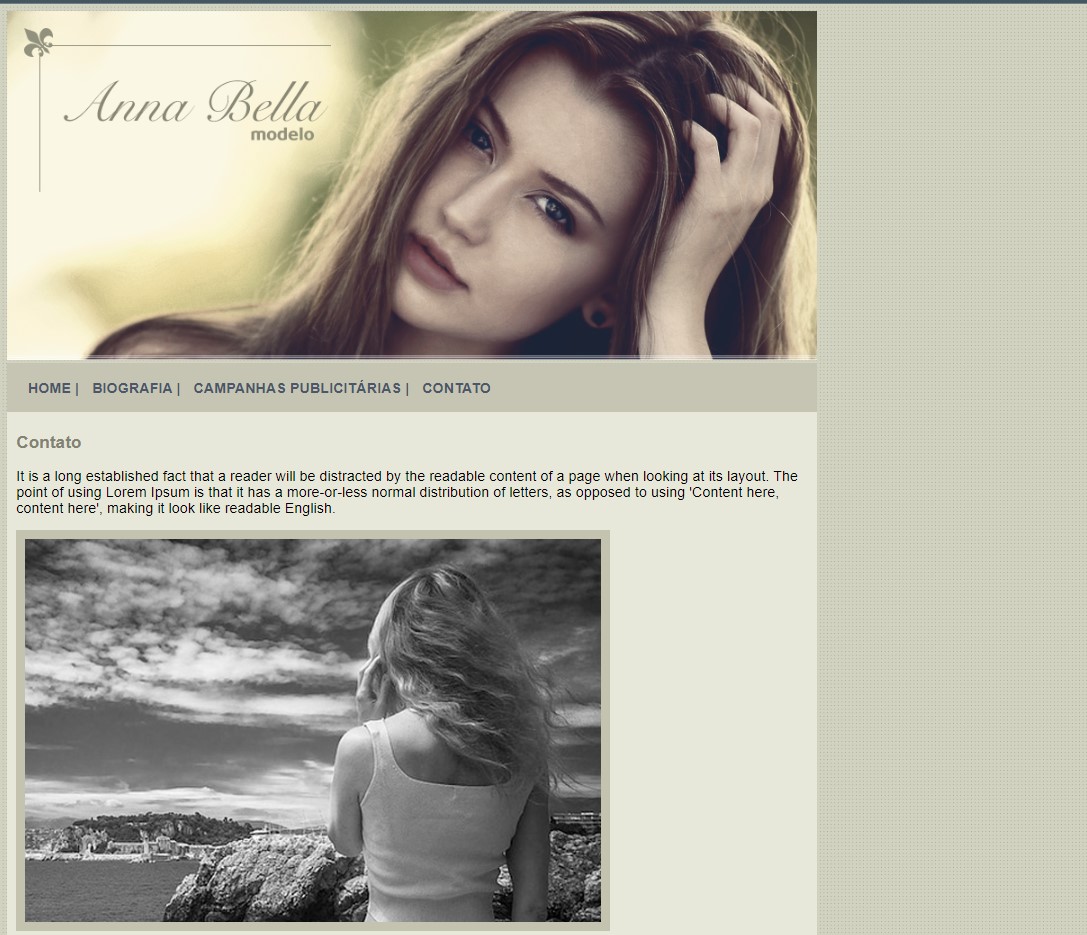 Anna Bella
modelo
HOME | BIOGRAFIA | CAMPANHAS PUBLICITÁRIAS | CONTATO
Contato
It is a long established fact that a reader will be distracted by the readable content of a page when looking at its layout. The
point of using Lorem Ipsum is that it has a more-or-less normal distribution of letters, as opposed to using 'Content here,
content here', making it look like readable English.